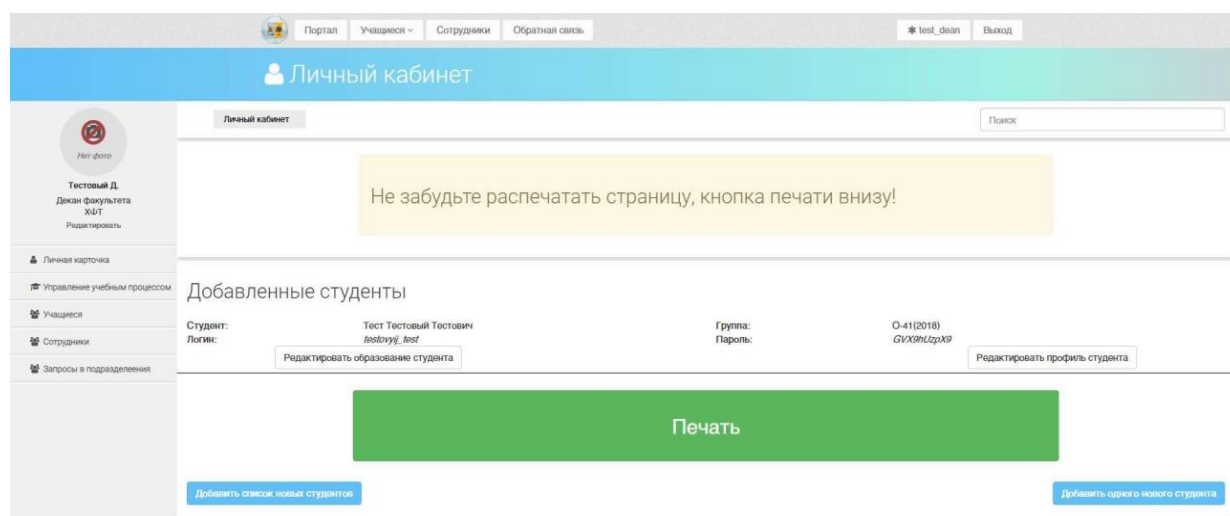 Портал Учащиеся Сотрудники Обратная связь test_dean Выход
Личный кабинет
Личный кабинет Поиск
Нет фото
Тестовый Д.
Декан факультета
ХФТ
Редактировать
Не забудьте распечатать страницу, кнопка печати внизу!
Личная карточка
Управление учебным процессом
Учащиеся
Сотрудники
Запросы в подразделеения
Добавленные студенты
Студент: Тест Тестовый Тестович Группа: О-41(2018)
Логин: testovyij_test Пароль: GVX9hUzpX9
Редактировать образование студента Редактировать профиль студента
Печать
Добавить список новых студентов Добавить одного нового студента